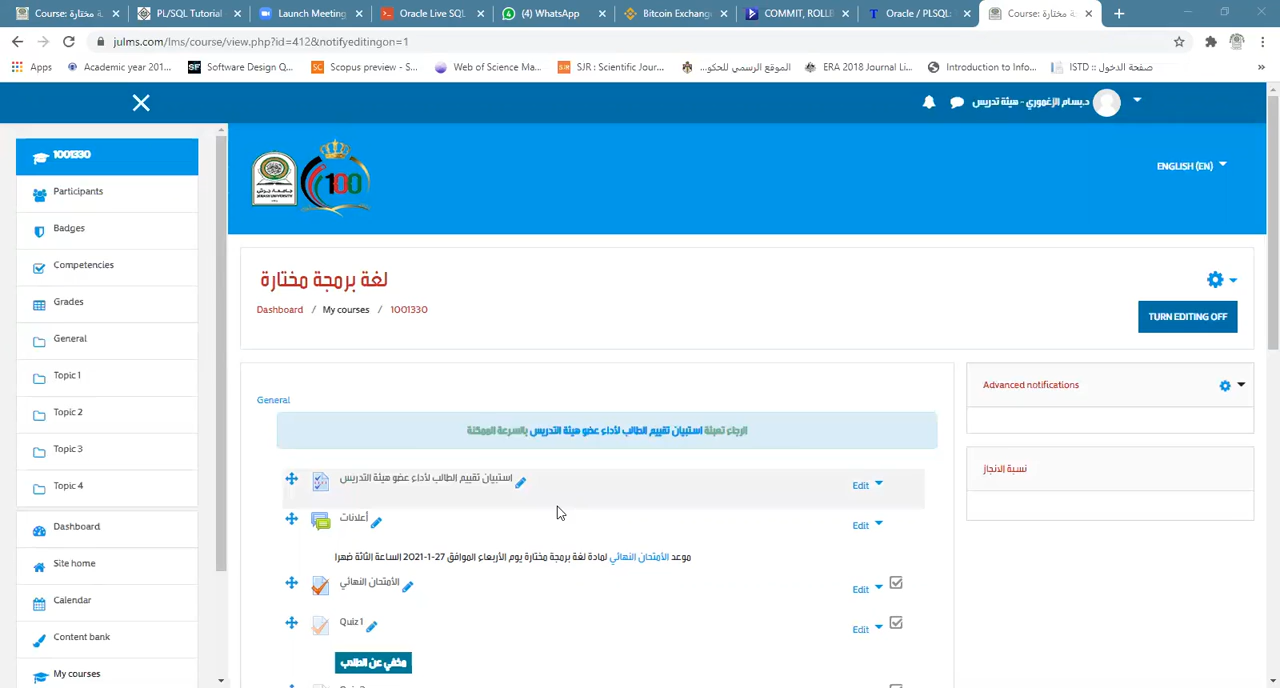 Course: ة مختارة
PL/SQL Tutorial
Launch Meeting
Oracle Live SQL
(4) WhatsApp
Bitcoin Exchang
COMMIT, ROLLE
Oracle / PLSQL:
Course: ة مختارة
julms.com/lms/course/view.php?id=412&notifyeditingon=1
Apps
Academy year 201...
Software Design Q...
Scopus preview - S...
Web of Science Ma...
SJR : Scientific Jour...
الموقع الرسمي للحكو...
ERA 2018 Journal Li...
Introduction to Info...
صفحة الدخول :: ISTD
»
د.بسام الزغموري - هيئة تدريس
1001330
Participants
Badges
Competencies
Grades
General
Topic 1
Topic 2
Topic 3
Topic 4
Dashboard
Site home
Calendar
Content bank
My courses
100
ENGLISH (EN)
لغة برمجة مختارة
Dashboard / My courses / 1001330
TURN EDITING OFF
General
الرجاء تعبئة استبيان تقييم الطالب لأداء عضو هيئة التدريس بالسرعة الممكنة
استبيان تقييم الطالب لأداء عضو هيئة التدريس
Edit
أعلانات
Edit
موعد الأمتحان النهائي لمادة لغة برمجة مختارة يوم الأربعاء الموافق 27-1-2021 الساعة الثالثة ظهرا
الأمتحان النهائي
Edit
Quiz 1
Edit
مخفي عن الطلاب
Advanced notifications
نسبة الانجاز